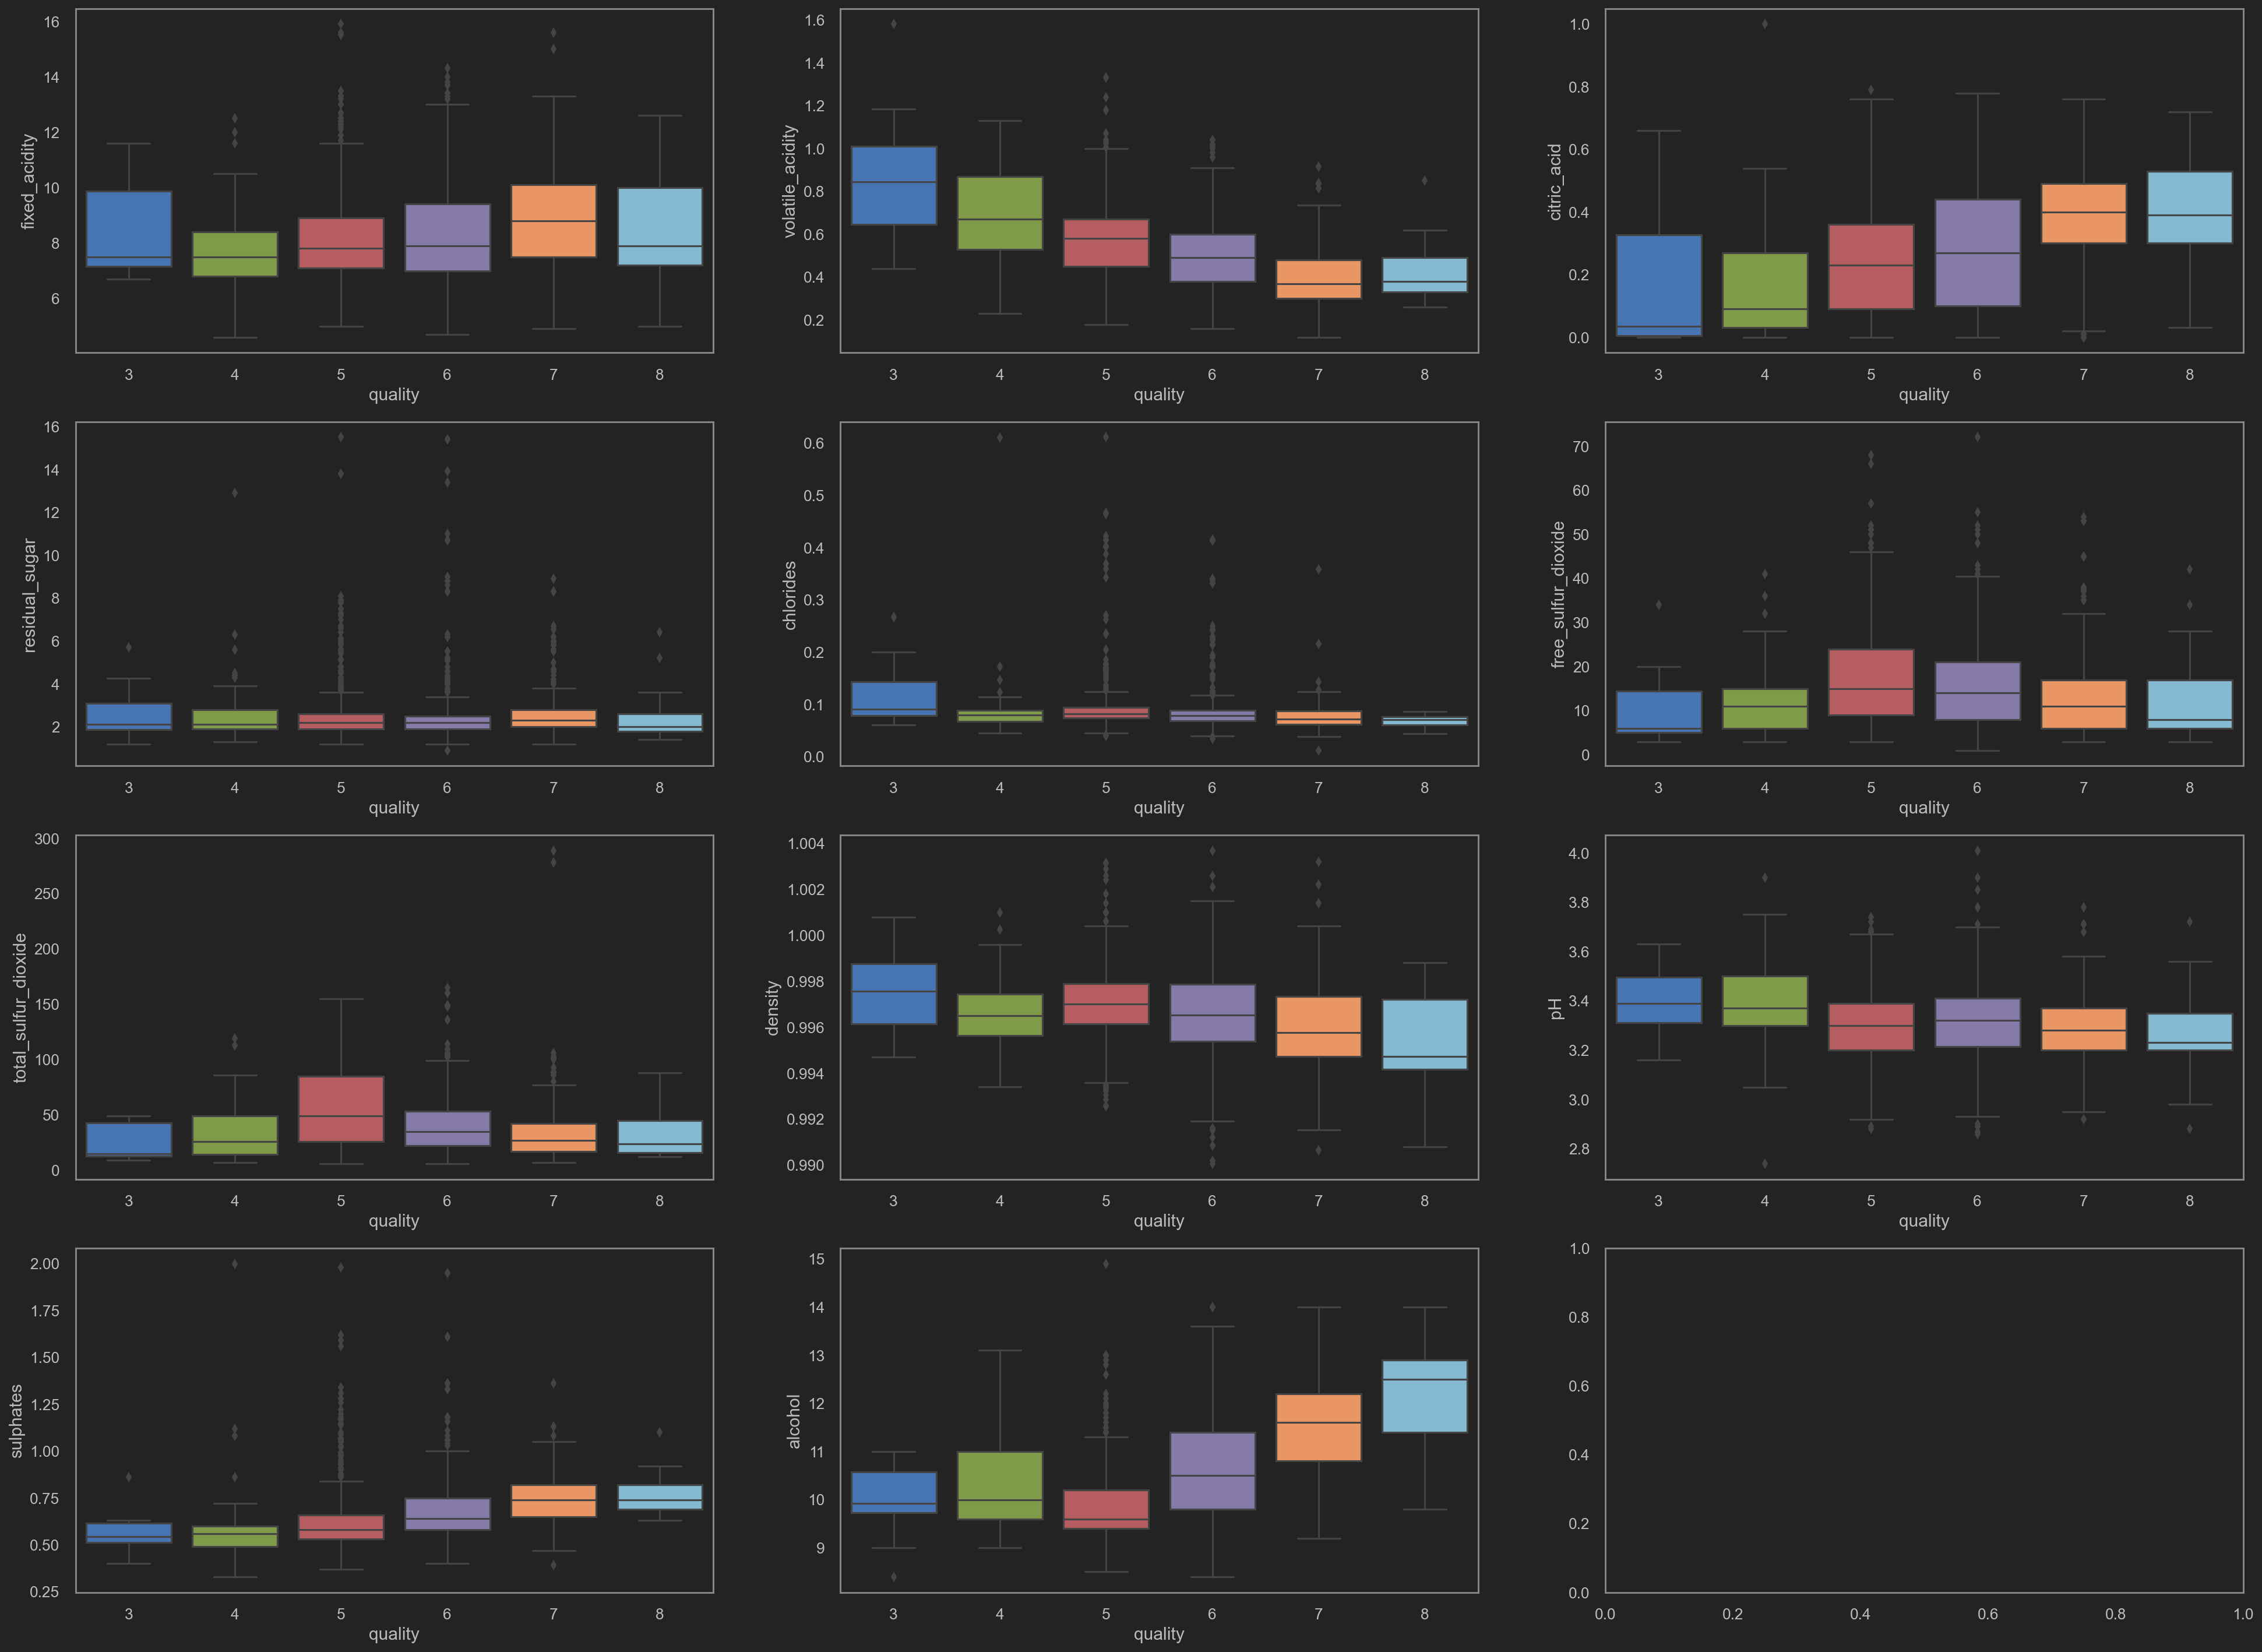 16
14
12
10
8
6
fixed_acidity
3 4 5 6 7 8
quality
1.6
1.4
1.2
1.0
0.8
0.6
0.4
0.2
volatile_acidity
3 4 5 6 7 8
quality
1.0
0.8
0.6
0.4
0.2
0.0
citric_acid
3 4 5 6 7 8
quality
16
14
12
10
8
6
4
2
residual_sugar
3 4 5 6 7 8
quality
0.6
0.5
0.4
0.3
0.2
0.1
0.0
chlorides
3 4 5 6 7 8
quality
70
60
50
40
30
20
10
0
free_sulfur_dioxide
3 4 5 6 7 8
quality
300
250
200
150
100
50
0
total_sulfur_dioxide
3 4 5 6 7 8
quality
1.004
1.002
1.000
0.998
0.996
0.994
0.992
0.990
density
3 4 5 6 7 8
quality
4.0
3.8
3.6
3.4
3.2
3.0
2.8
pH
3 4 5 6 7 8
quality
2.00
1.75
1.50
1.25
1.00
0.75
0.50
0.25
sulphates
3 4 5 6 7 8
quality
15
14
13
12
11
10
9
alcohol
3 4 5 6 7 8
quality
1.0
0.8
0.6
0.4
0.2
0.0
0.0 0.2 0.4 0.6 0.8 1.0